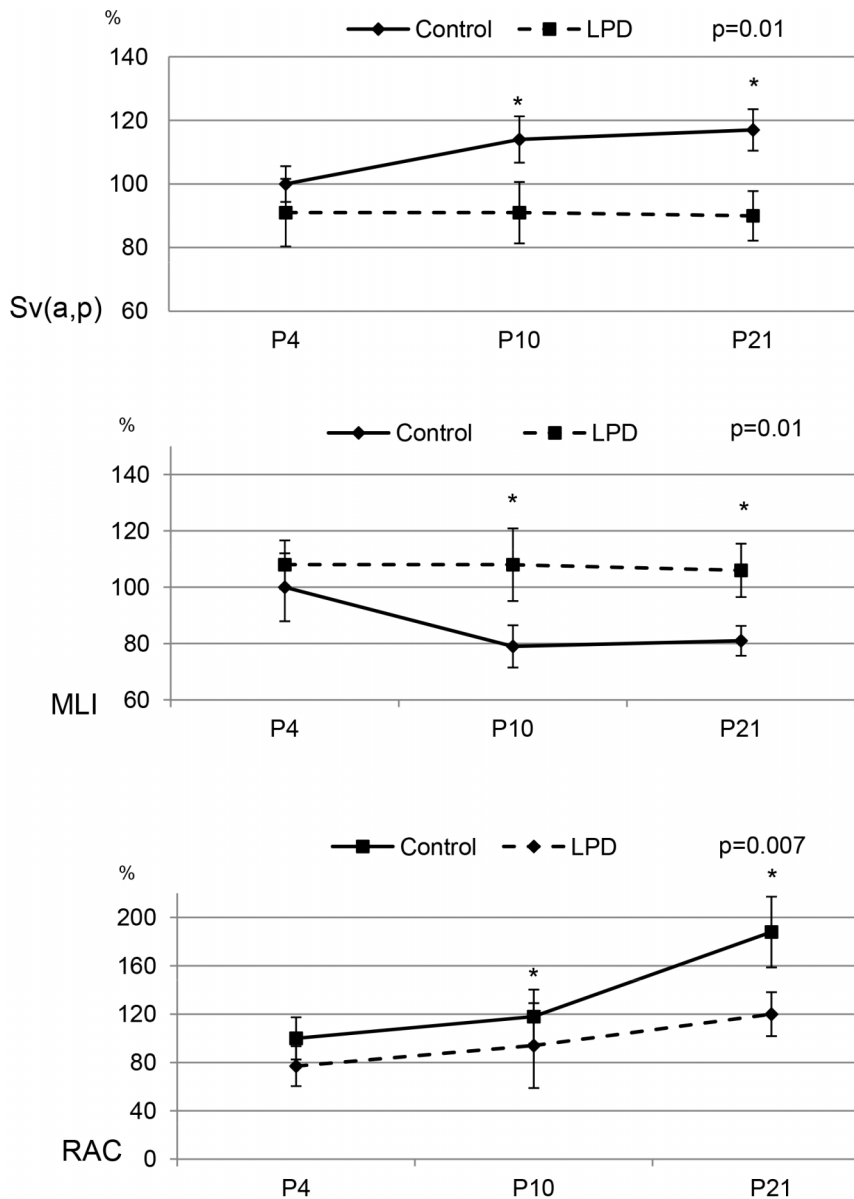 %
Control LPD p=0.01
140
*
*
120
100
80
60
Sv(a,p)
P4 P10 P21
%
Control LPD p=0.01
140
*
*
120
100
80
60
MLI
P4 P10 P21
Control LPD p=0.007
%
*
200
160
*
120
80
40
0
RAC
P4 P10 P21